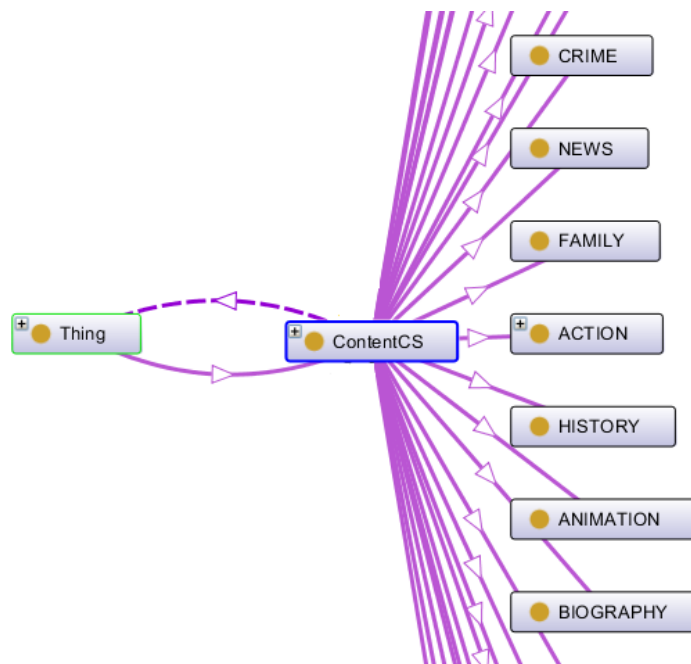 CRIME
NEWS
FAMILY
Thing
ContentCS
ACTION
HISTORY
ANIMATION
BIOGRAPHY